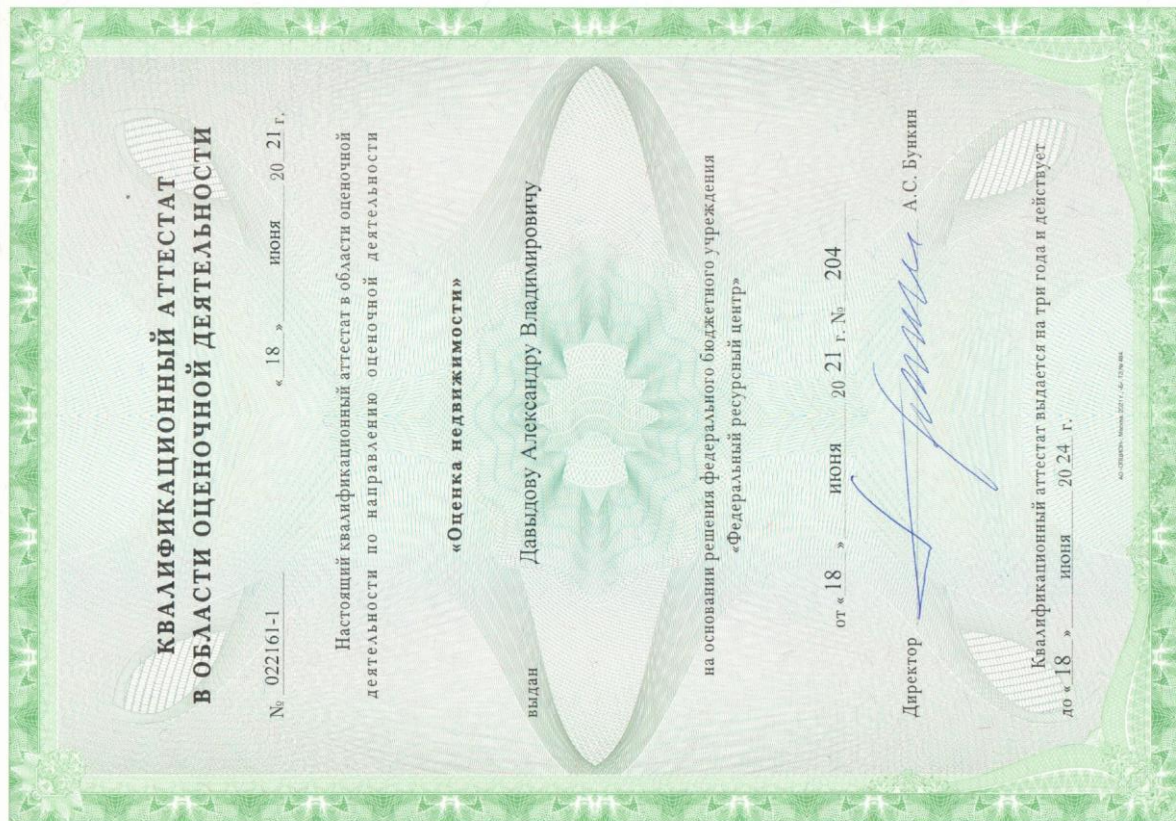 КВАЛИФИКАЦИОННЫЙ АТТЕСТАТ
В ОБЛАСТИ ОЦЕНОЧНОЙ ДЕЯТЕЛЬНОСТИ
№ 022161-1 « 18 » июня 20 21 г.
Настоящий квалификационный аттестат в области оценочной
деятельности по направлению оценочной деятельности
«Оценка недвижимости»
выдан Давыдову Александру Владимировичу
на основании решения федерального бюджетного учреждения
«Федеральный ресурсный центр»
от « 18 » июня 20 21 г. № 204
Директор А.С. Бункин
Квалификационный аттестат выдается на три года и действует
до « 18 » июня 20 24 г.